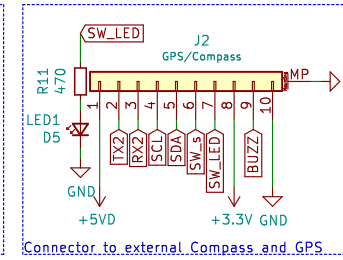 SW_LED
J2
GPS/Compass
MP
R11
470
1
2
3
4
5
6
7
8
9
10
LED1
D5
TX2
RX2
SCL
SDA
SW_s
SW_LED
BUZZ
GND
+5VD
+3.3V
GND
Connector to external Compass and GPS